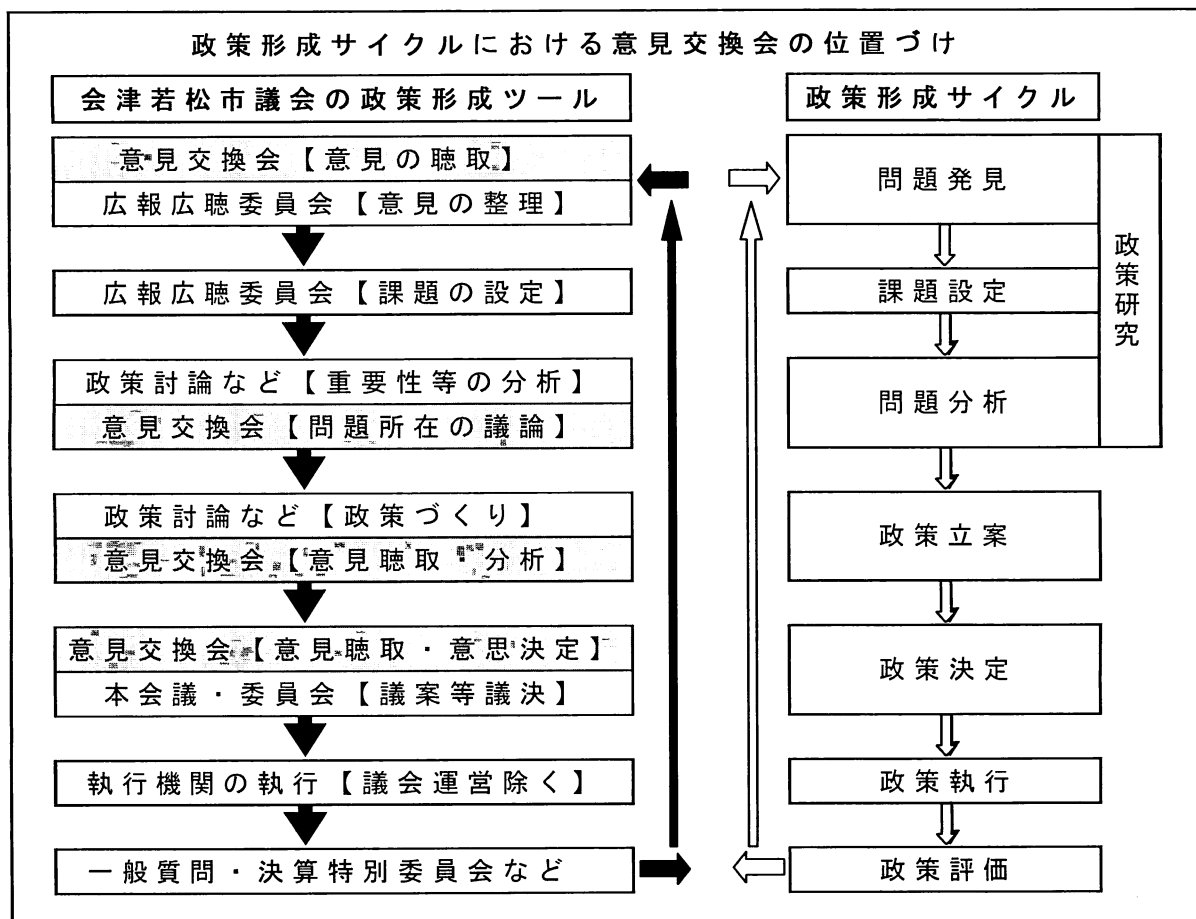 政策形成サイクルにおける意見交換会の位置づけ
会津若松市議会の政策形成ツール
意見交換会【意見の聴取】
広報広聴委員会【意見の整理】
広報広聴委員会【課題の設定】
政策討論など【重要性等の分析】
意見交換会【問題所在の議論】
政策討論など【政策づくり】
意見交換会【意見聴取・分析】
意見交換会【意見聴取・意思決定】
本会議・委員会【議案等議決】
執行機関の執行【議会運営除く】
一般質問・決算特別委員会など
政策形成サイクル
問題発見
課題設定
問題分析
政策研究
政策立案
政策決定
政策執行
政策評価